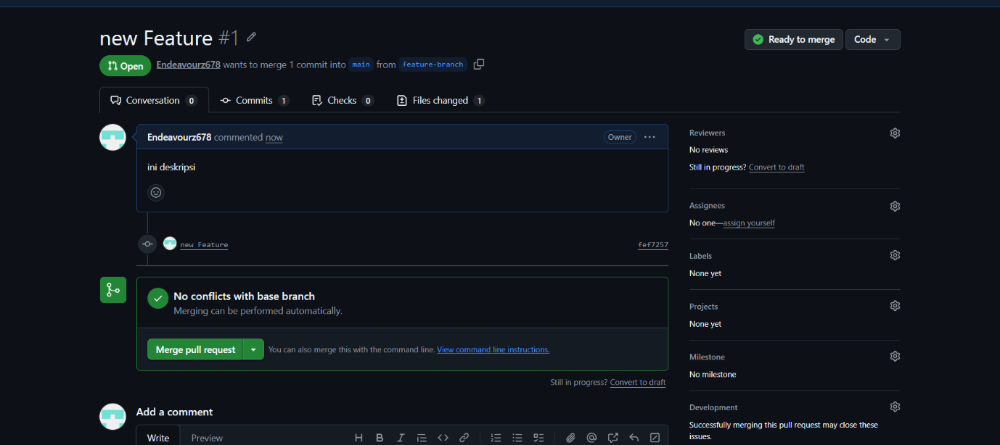 new Feature #1
Ready to merge
Code
Open
Endeavourz678 wants to merge 1 commit into main from feature-branch
Conversation 0
Commits 1
Checks 0
Files changed 1
Endeavourz678 commented now
Owner
ini deskripsi
new Feature
fef7257
No conflicts with base branch
Merging can be performed automatically.
Merge pull request
You can also merge this with the command line. View command line instructions.
Still in progress? Convert to draft
Add a comment
Write
Preview
Reviewers
No reviews
Still in progress? Convert to draft
Assignees
No one—assign yourself
Labels
None yet
Projects
None yet
Milestone
No milestone
Development
Successfully merging this pull request may close these
issues.